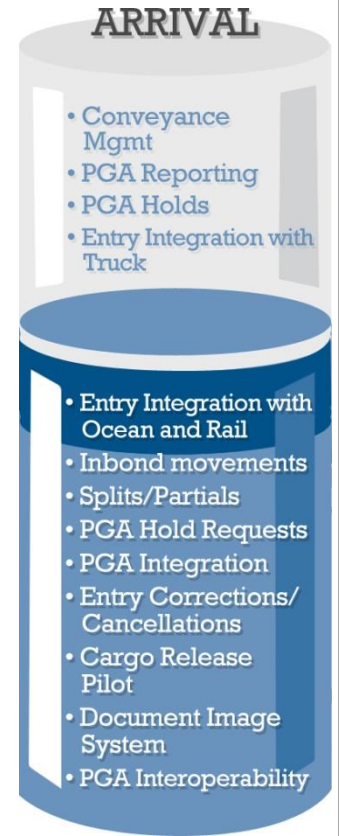 ARRIVAL
• Conveyance
Mgmt
• PGA Reporting
• PGA Holds
• Entry Integration with
Truck
• Entry Integration with
Ocean and Rail
• Inbond movements
• Splits/Partials
• PGA Hold Requests
• PGA Integration
• Entry Corrections/
Cancellations
• Cargo Release
Pilot
• Document Image
System
• PGA Interoperability